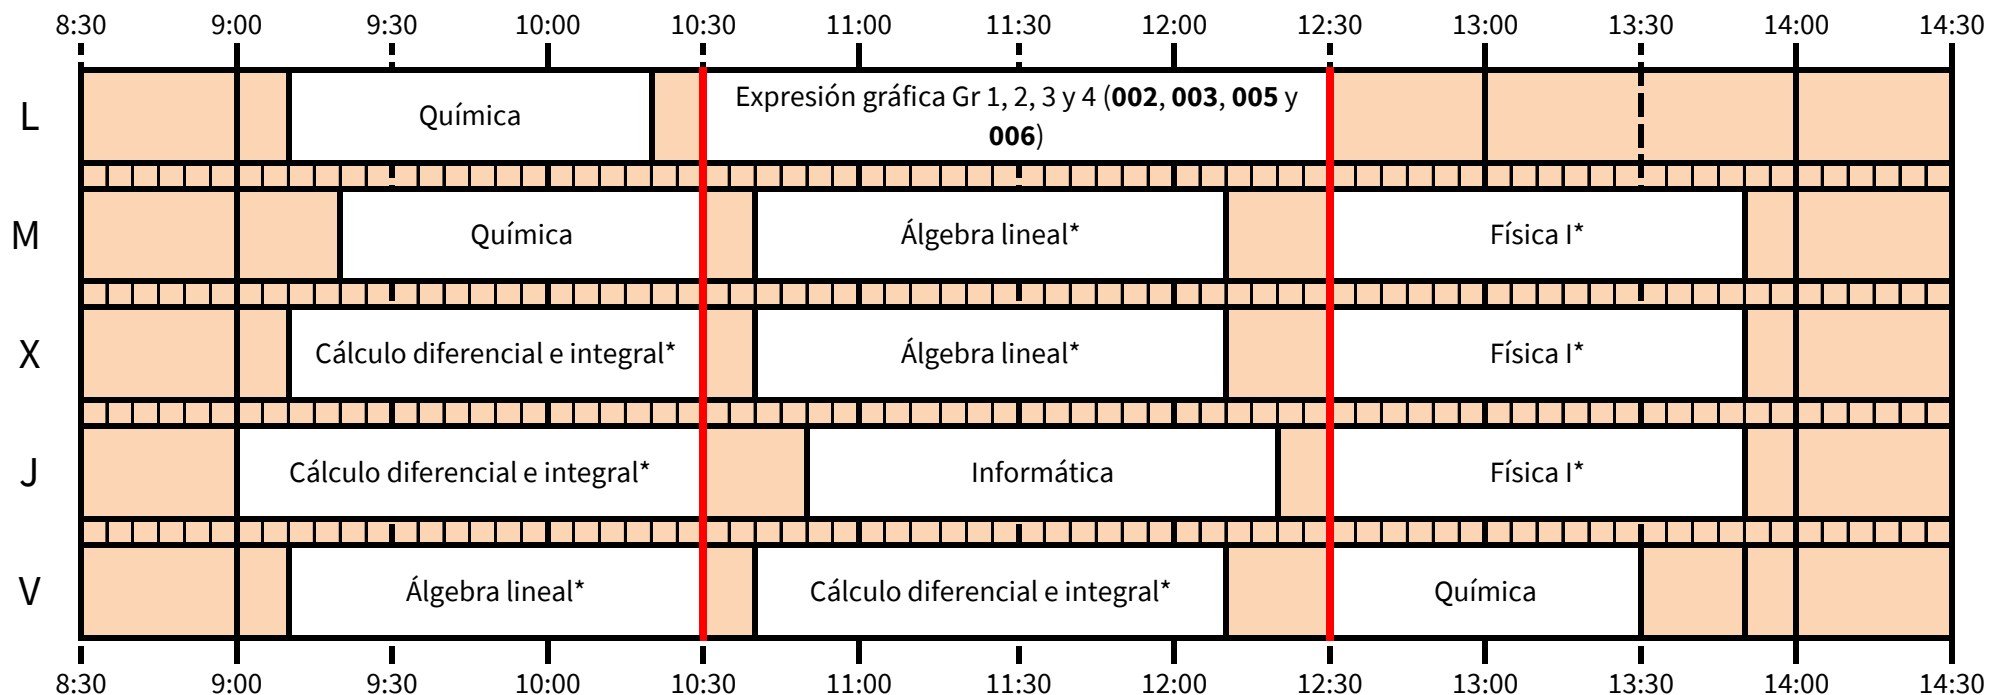 8:30 9:00 9:30 10:00 10:30 11:00 11:30 12:00 12:30 13:00 13:30 14:00 14:30
L Química Expresión gráfica Gr 1, 2, 3 y 4 (002, 003, 005 y
006)
M Química Álgebra lineal* Física I*
X Cálculo diferencial e integral* Álgebra lineal* Física I*
J Cálculo diferencial e integral* Informática Física I*
V Álgebra lineal* Cálculo diferencial e integral* Química
8:30 9:00 9:30 10:00 10:30 11:00 11:30 12:00 12:30 13:00 13:30 14:00 14:30